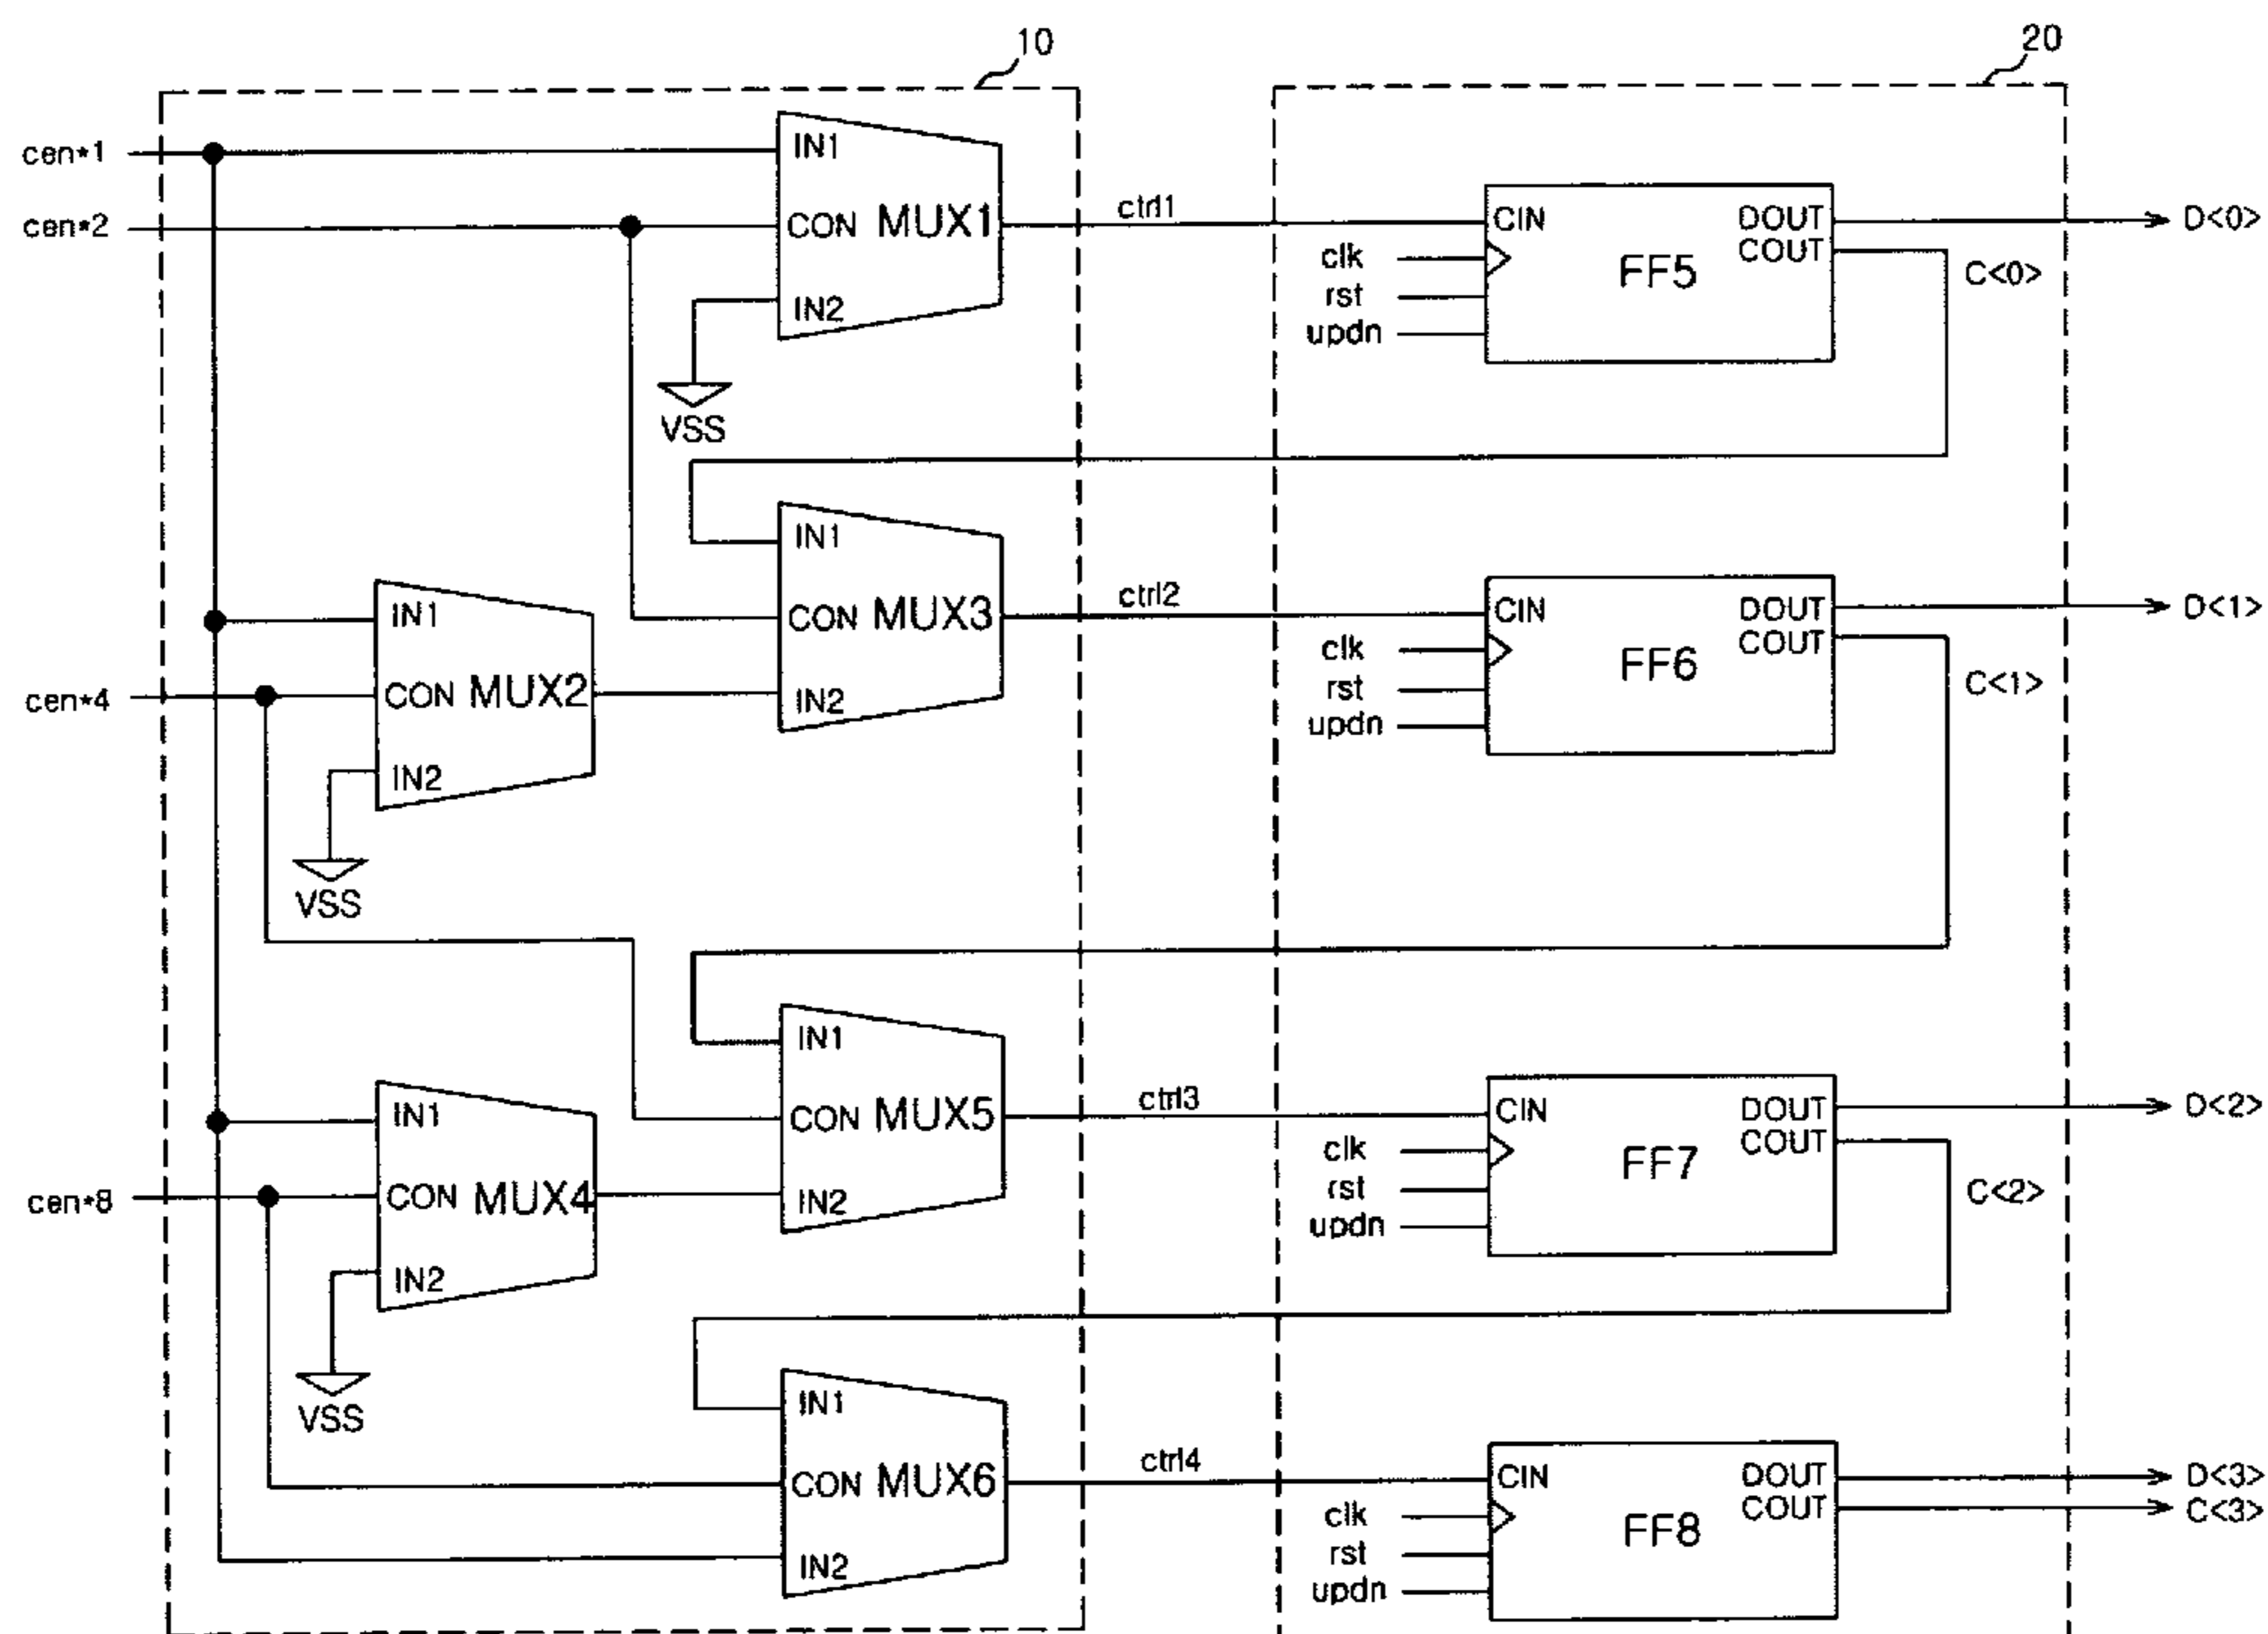 10
20
cen*1
cen*2
IN1
CON MUX1
IN2
VSS
ctrl1
CIN
clk
rst
updn
FF5
DOUT
COUT
D<0>
C<0>
IN1
CON MUX3
IN2
ctrl2
cen*4
IN1
CON MUX2
IN2
VSS
CIN
clk
rst
updn
FF6
DOUT
COUT
D<1>
C<1>
IN1
CON MUX5
IN2
ctrl3
cen*8
IN1
CON MUX4
IN2
VSS
CIN
clk
rst
updn
FF7
DOUT
COUT
D<2>
C<2>
IN1
CON MUX6
IN2
ctrl4
CIN
clk
rst
updn
FF8
DOUT
COUT
D<3>
C<3>